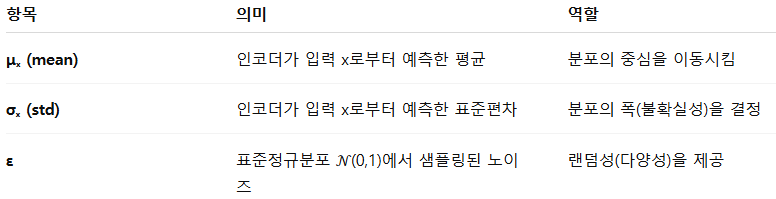 항목 의미 역할
μₓ (mean) 인코더가 입력 x로부터 예측한 평균 분포의 중심을 이동시킴
σₓ (std) 인코더가 입력 x로부터 예측한 표준편차 분포의 폭(불확실성)을 결정
ε 표준정규분포 𝒩(0,1)에서 샘플링된 노이 랜덤성(다양성)을 제공
즈